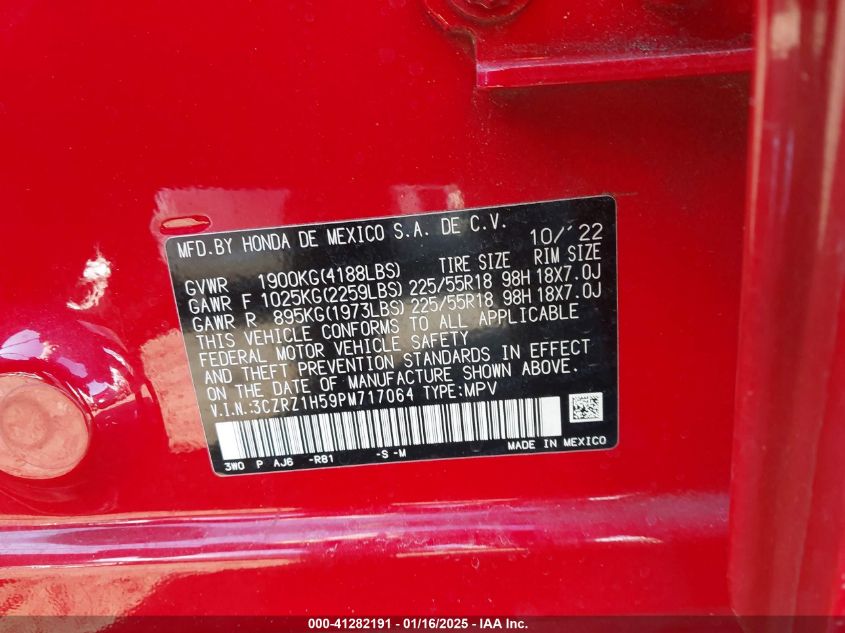 MFD.BY HONDA DE MEXICO S.A. DE C.V. 10/'22
TIRE SIZE RIM SIZE
GVWR 1900KG(4188LBS)
GAWR F 1025KG(2259LBS) 225/55R18 98H 18X7.0J
GAWR R 895KG(1973LBS) 225/55R18 98H 18X7.0J
THIS VEHICLE CONFORMS TO ALL APPLICABLE
FEDERAL MOTOR VEHICLE SAFETY
AND THEFT PREVENTION STANDARDS IN EFFECT
ON THE DATE OF MANUFACTURE SHOWN ABOVE.
V.I.N.:3CZRZ1H59PM717064 TYPE:MPV
3W0 P AJ6 -R81 -S -M MADE IN MEXICO
000-41282191 - 01/16/2025 - IAA Inc.